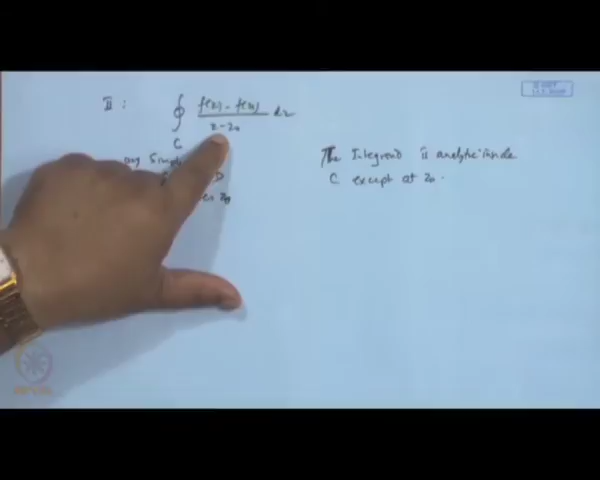 II : ∮ f(z) - f(z₀) / z - z₀ dz
C
any simple
D
The Integrand is analytic inside
C except at z₀.